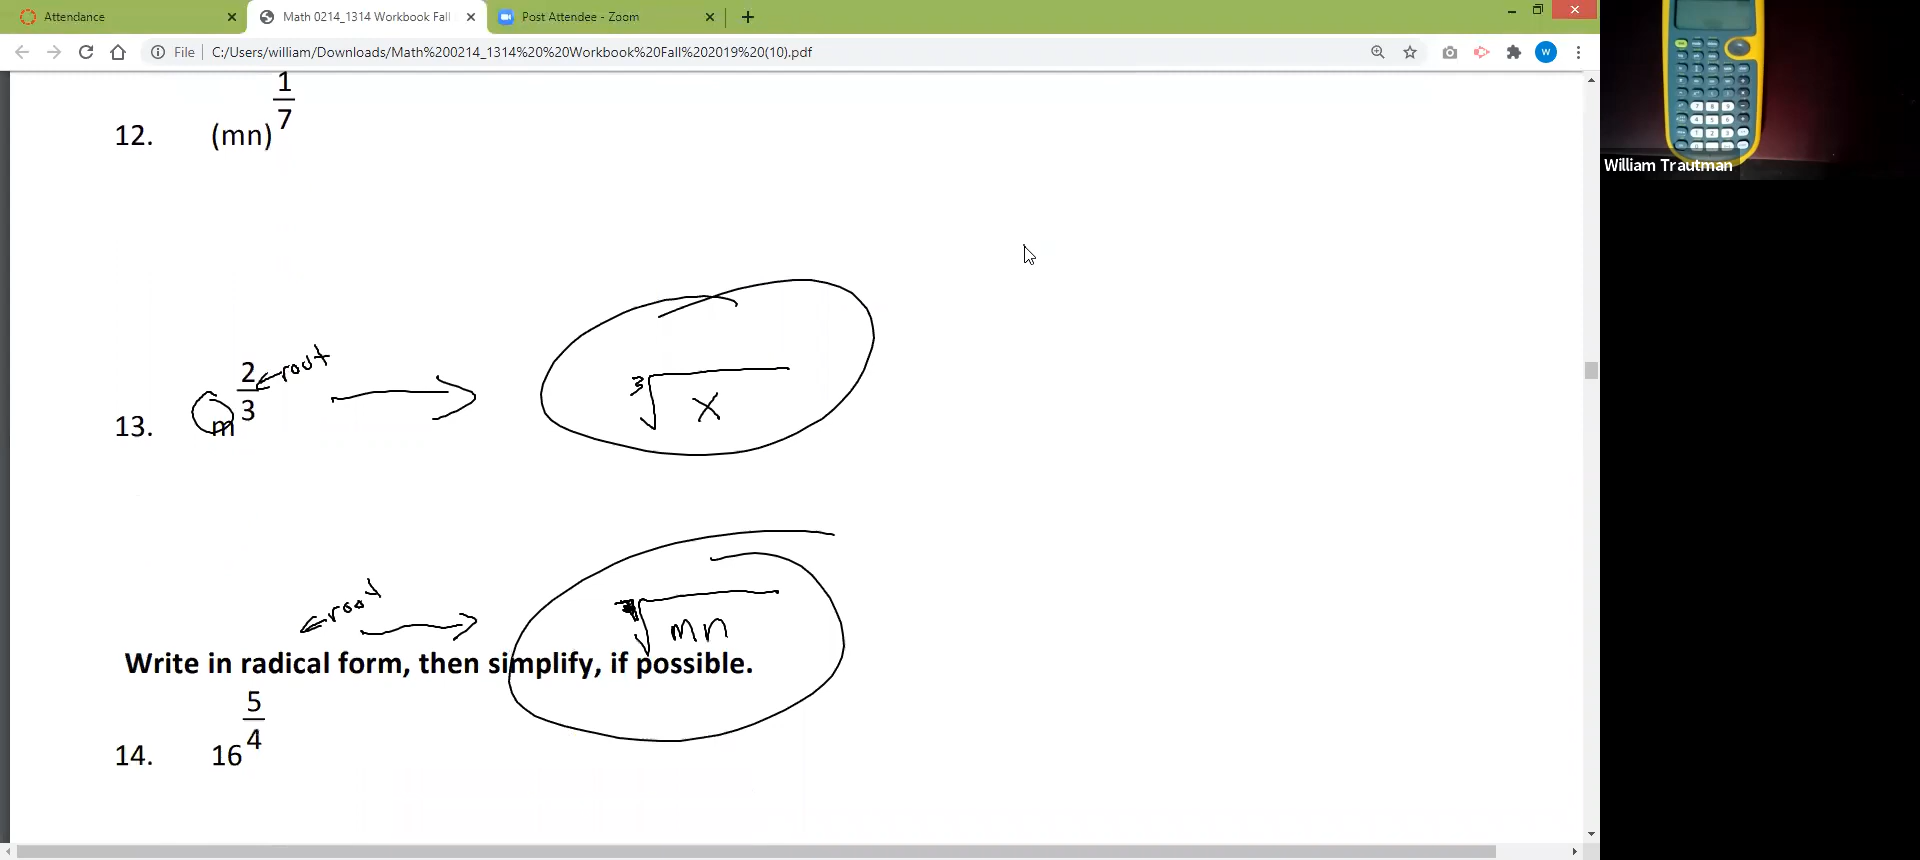 Attendance
Math 0214_1314 Workbook Fall
Post Attendee - Zoom
File
C:/Users/william/Downloads/Math%200214_1314%20%20Workbook%20Fall%202019%20(10).pdf
W
William Trautman
12. (mn)^(1/7)
13. m^(2/3) ←root → ∛x
←root → ⁷√mn
Write in radical form, then simplify, if possible.
14. 16^(5/4)